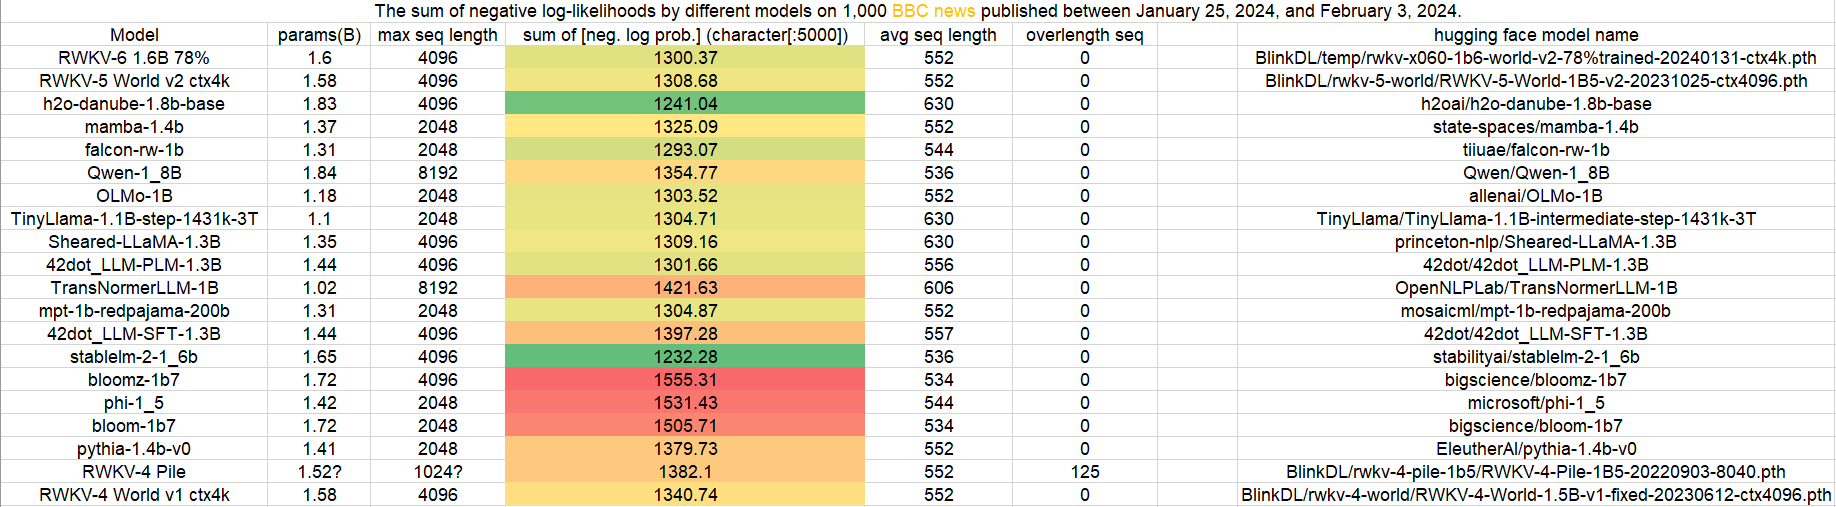 The sum of negative log-likelihoods by different models on 1,000 BBC news published between January 25, 2024, and February 3, 2024.
Model params(B) max seq length sum of [neg. log prob.] (character[:5000]) avg seq length overlength seq hugging face model name
RWKV-6 1.6B 78% 1.6 4096 1300.37 552 0 BlinkDL/temp/rwkv-x060-1b6-world-v2-78%trained-20240131-ctx4k.pth
RWKV-5 World v2 ctx4k 1.58 4096 1308.68 552 0 BlinkDL/rwkv-5-world/RWKV-5-World-1B5-v2-20231025-ctx4096.pth
h2o-danube-1.8b-base 1.83 4096 1241.04 630 0 h2oai/h2o-danube-1.8b-base
mamba-1.4b 1.37 2048 1325.09 552 0 state-spaces/mamba-1.4b
falcon-rw-1b 1.31 2048 1293.07 544 0 tiiuae/falcon-rw-1b
Qwen-1_8B 1.84 8192 1354.77 536 0 Qwen/Qwen-1_8B
OLMo-1B 1.18 2048 1303.52 552 0 allenai/OLMo-1B
TinyLlama-1.1B-step-1431k-3T 1.1 2048 1304.71 630 0 TinyLlama/TinyLlama-1.1B-intermediate-step-1431k-3T
Sheared-LLaMA-1.3B 1.35 4096 1309.16 630 0 princeton-nlp/Sheared-LLaMA-1.3B
42dot_LLM-PLM-1.3B 1.44 4096 1301.66 556 0 42dot/42dot_LLM-PLM-1.3B
TransNormerLLM-1B 1.02 8192 1421.63 606 0 OpenNLPLab/TransNormerLLM-1B
mpt-1b-redpajama-200b 1.31 2048 1304.87 552 0 mosaicml/mpt-1b-redpajama-200b
42dot_LLM-SFT-1.3B 1.44 4096 1397.28 557 0 42dot/42dot_LLM-SFT-1.3B
stablelm-2-1_6b 1.65 4096 1232.28 536 0 stabilityai/stablelm-2-1_6b
bloomz-1b7 1.72 4096 1555.31 534 0 bigscience/bloomz-1b7
phi-1_5 1.42 2048 1531.43 544 0 microsoft/phi-1_5
bloom-1b7 1.72 2048 1505.71 534 0 bigscience/bloom-1b7
pythia-1.4b-v0 1.41 2048 1379.73 552 0 EleutherAI/pythia-1.4b-v0
RWKV-4 Pile 1.52? 1024? 1382.1 552 125 BlinkDL/rwkv-4-pile-1b5/RWKV-4-Pile-1B5-20220903-8040.pth
RWKV-4 World v1 ctx4k 1.58 4096 1340.74 552 0 BlinkDL/rwkv-4-world/RWKV-4-World-1.5B-v1-fixed-20230612-ctx4096.pth